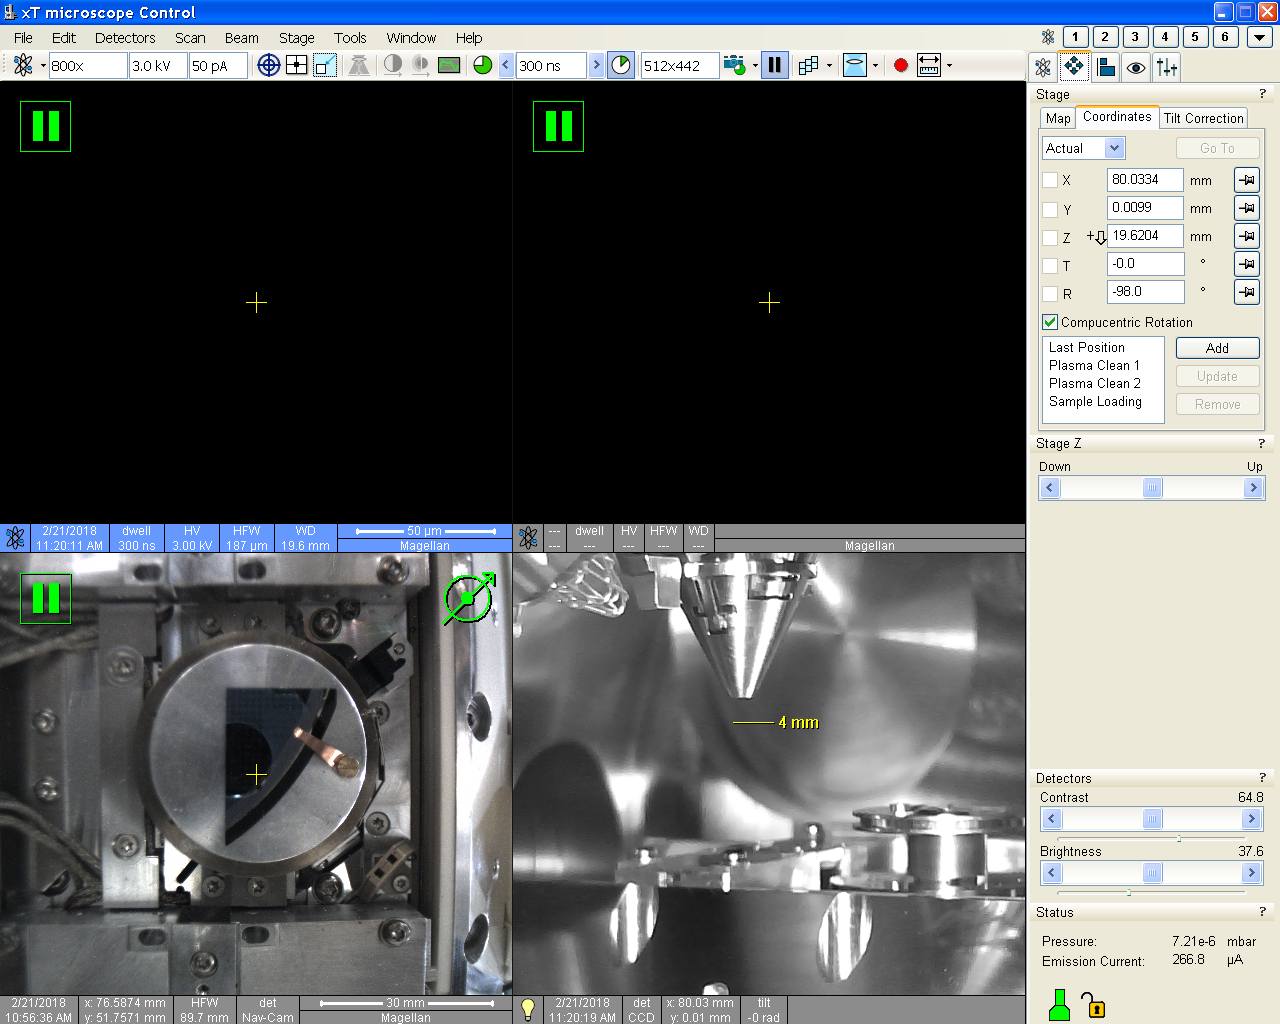 xT microscope Control
File Edit Detectors Scan Beam Stage Tools Window Help
1 2 3 4 5 6
800x 3.0 kV 50 pA 300 ns 512x442
Stage ?
Map Coordinates Tilt Correction
Actual Go To
X 80.0334 mm
Y 0.0099 mm
Z + 19.6204 mm
T -0.0 °
R -98.0 °
Compucentric Rotation
Last Position
Plasma Clean 1
Plasma Clean 2
Sample Loading
Add
Update
Remove
Stage Z ?
Down Up
2/21/2018 dwell HV HFW WD 50 µm
11:20:11 AM 300 ns 3.00 kV 187 µm 19.6 mm Magellan
--- dwell HV HFW WD
--- --- --- --- --- Magellan
4 mm
Detectors ?
Contrast 64.8
Brightness 37.6
Status ?
Pressure: 7.21e-6 mbar
Emission Current: 266.8 µA
2/21/2018 x: 76.5874 mm HFW det 30 mm
10:56:36 AM y: 51.7571 mm 89.7 mm Nav-Cam Magellan
2/21/2018 det x: 80.03 mm tilt
11:20:19 AM CCD y: 0.01 mm -0 rad